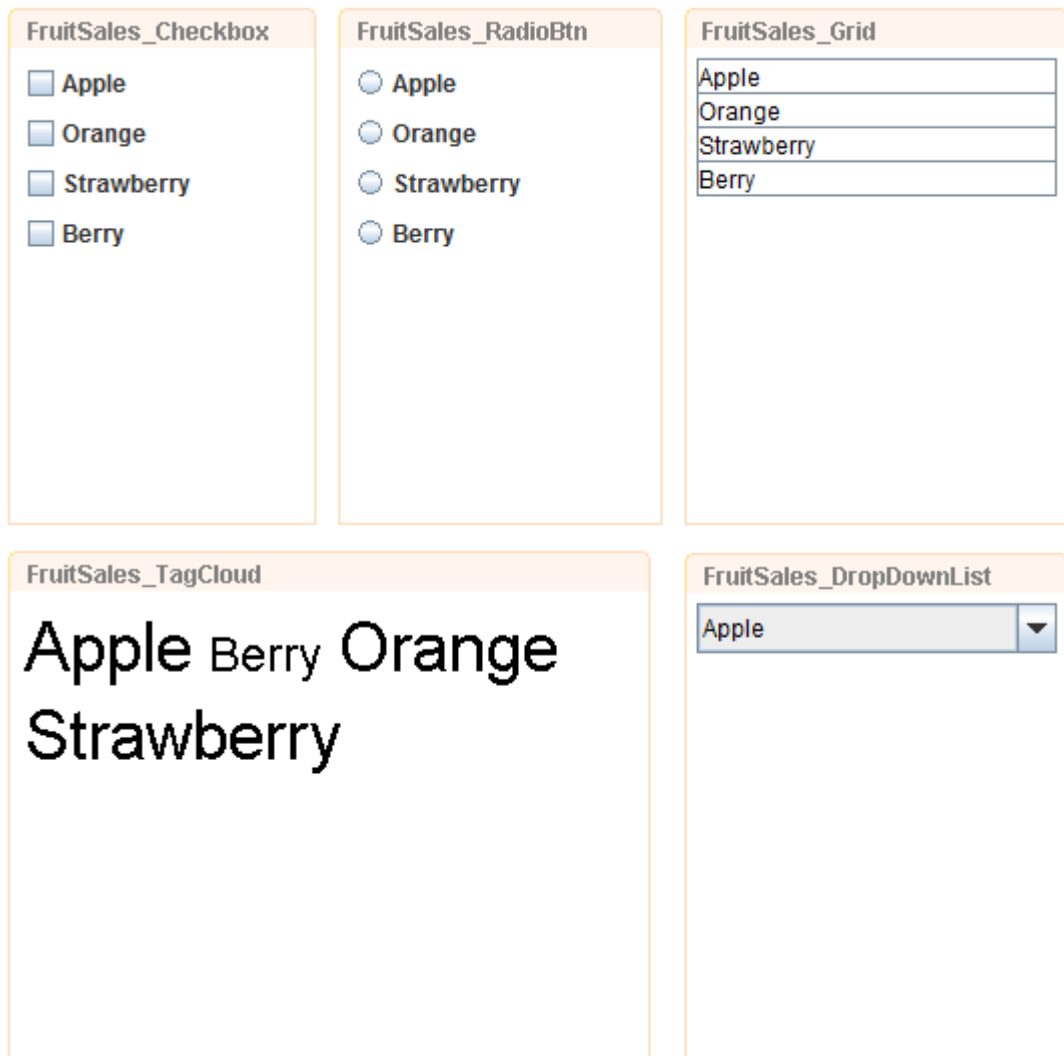 FruitSales_Checkbox
Apple
Orange
Strawberry
Berry
FruitSales_RadioBtn
Apple
Orange
Strawberry
Berry
FruitSales_Grid
Apple
Orange
Strawberry
Berry
FruitSales_TagCloud
Apple Berry Orange
Strawberry
FruitSales_DropDownList
Apple